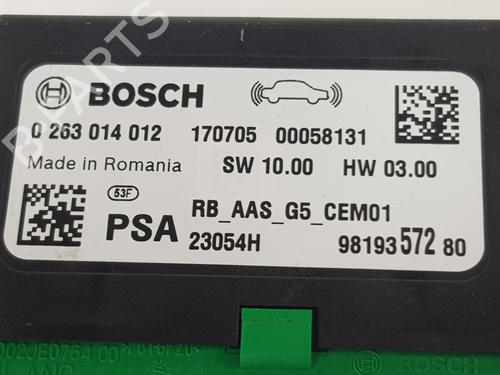 BOSCH
0 263 014 012 170705 00058131
Made in Romania SW 10.00 HW 03.00
53F
PSA RB_AAS_G5_CEM01
23054H 98193 572 80
BOSCH